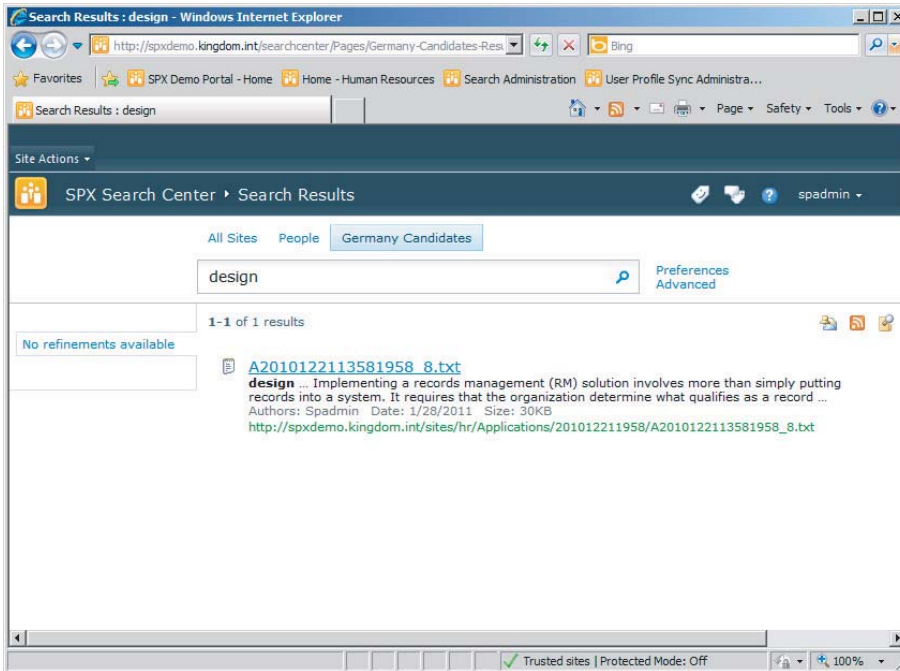 Search Results : design - Windows Internet Explorer
http://spxdemo.kingdom.int/searchcenter/Pages/Germany-Candidates-Resu
Bing
Favorites SPX Demo Portal - Home Home - Human Resources Search Administration User Profile Sync Administra...
Search Results : design Page Safety Tools
Site Actions
SPX Search Center Search Results spadmin
All Sites People Germany Candidates
design
Preferences
Advanced
1-1 of 1 results
No refinements available
A2010122113581958_8.txt
design ... Implementing a records management (RM) solution involves more than simply putting
records into a system. It requires that the organization determine what qualifies as a record ...
Authors: Spadmin Date: 1/28/2011 Size: 30KB
http://spxdemo.kingdom.int/sites/hr/Applications/201012211958/A2010122113581958_8.txt
Trusted sites | Protected Mode: Off 100%